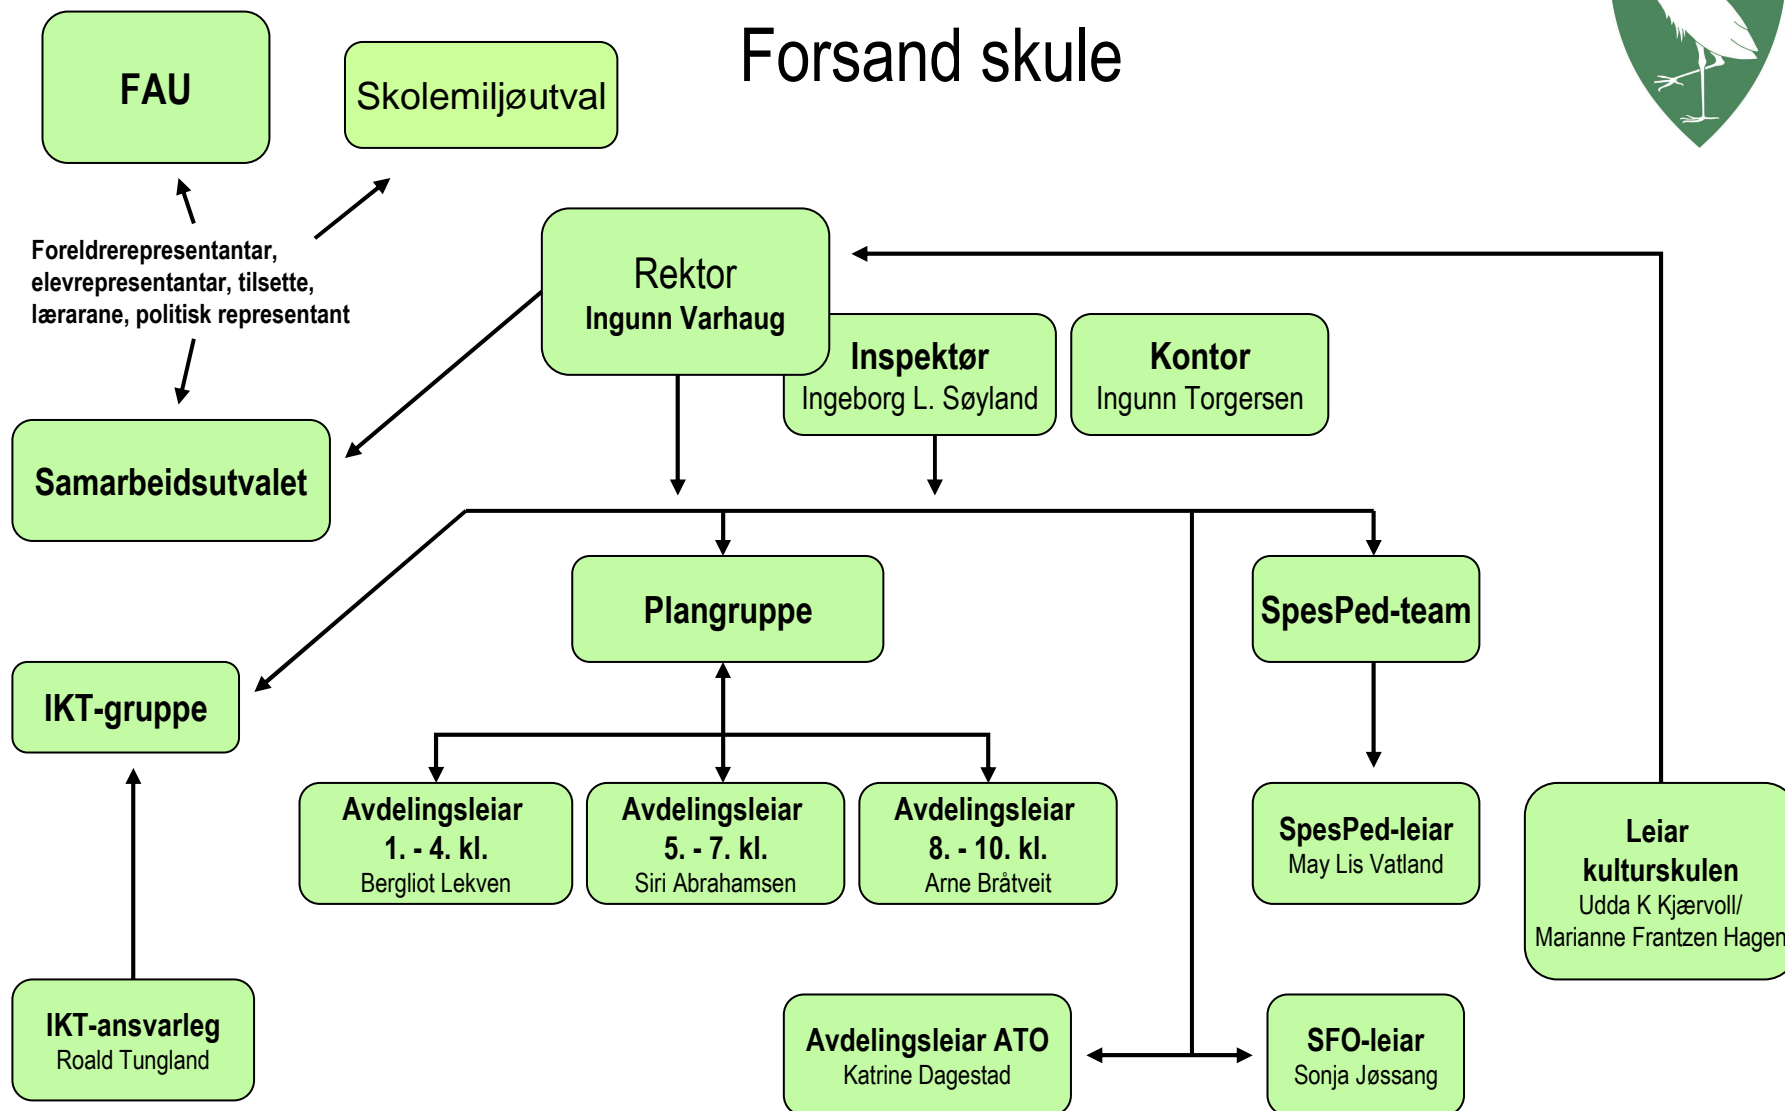 Forsand skule
FAU
Skolemiljøutval
Foreldrerepresentantar,
elevrepresentantar, tilsette,
lærarane, politisk representant
Rektor
Ingunn Varhaug
Inspektør
Ingeborg L. Søyland
Kontor
Ingunn Torgersen
Samarbeidsutvalet
Plangruppe
SpesPed-team
IKT-gruppe
Avdelingsleiar
1. - 4. kl.
Bergliot Lekven
Avdelingsleiar
5. - 7. kl.
Siri Abrahamsen
Avdelingsleiar
8. - 10. kl.
Arne Bråtveit
SpesPed-leiar
May Lis Vatland
Leiar
kulturskulen
Udda K Kjærvoll/
Marianne Frantzen Hagen
IKT-ansvarleg
Roald Tungland
Avdelingsleiar ATO
Katrine Dagestad
SFO-leiar
Sonja Jøssang